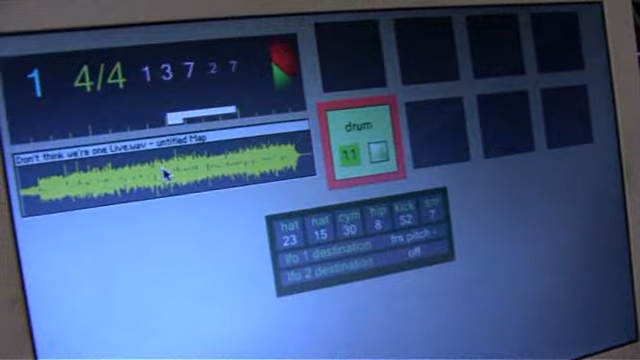 1 4/4 1 3 7 2 7
Don't think we're one Live.wav - untitled Map
drum
11
hat hat cym hip kick snr
23 15 30 8 52 7
lfo 1 destination frs pitch -
lfo 2 destination off